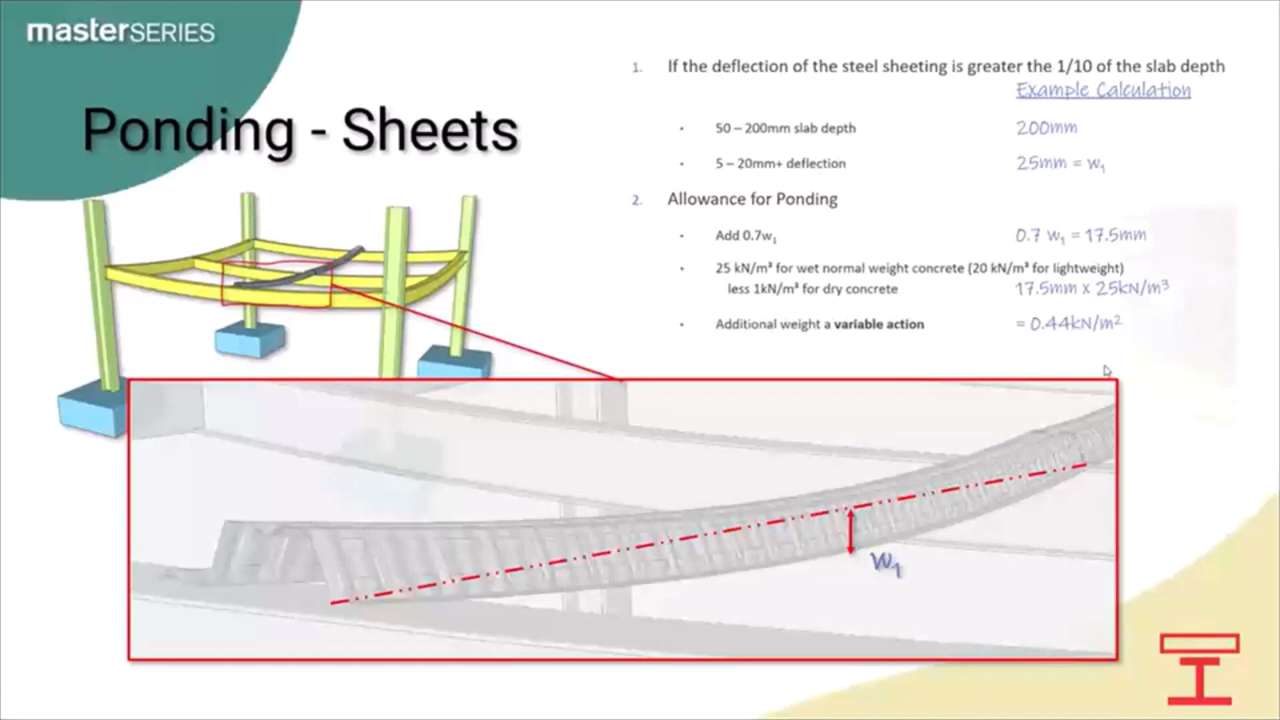 masterSERIES
Ponding - Sheets
1. If the deflection of the steel sheeting is greater the 1/10 of the slab depth
Example Calculation
• 50 – 200mm slab depth 200mm
• 5 – 20mm+ deflection 25mm = w₁
2. Allowance for Ponding
• Add 0.7w₁ 0.7 w₁ = 17.5mm
• 25 kN/m³ for wet normal weight concrete (20 kN/m³ for lightweight)
less 1kN/m³ for dry concrete 17.5mm x 25kN/m³
• Additional weight a variable action = 0.44kN/m²
w₁